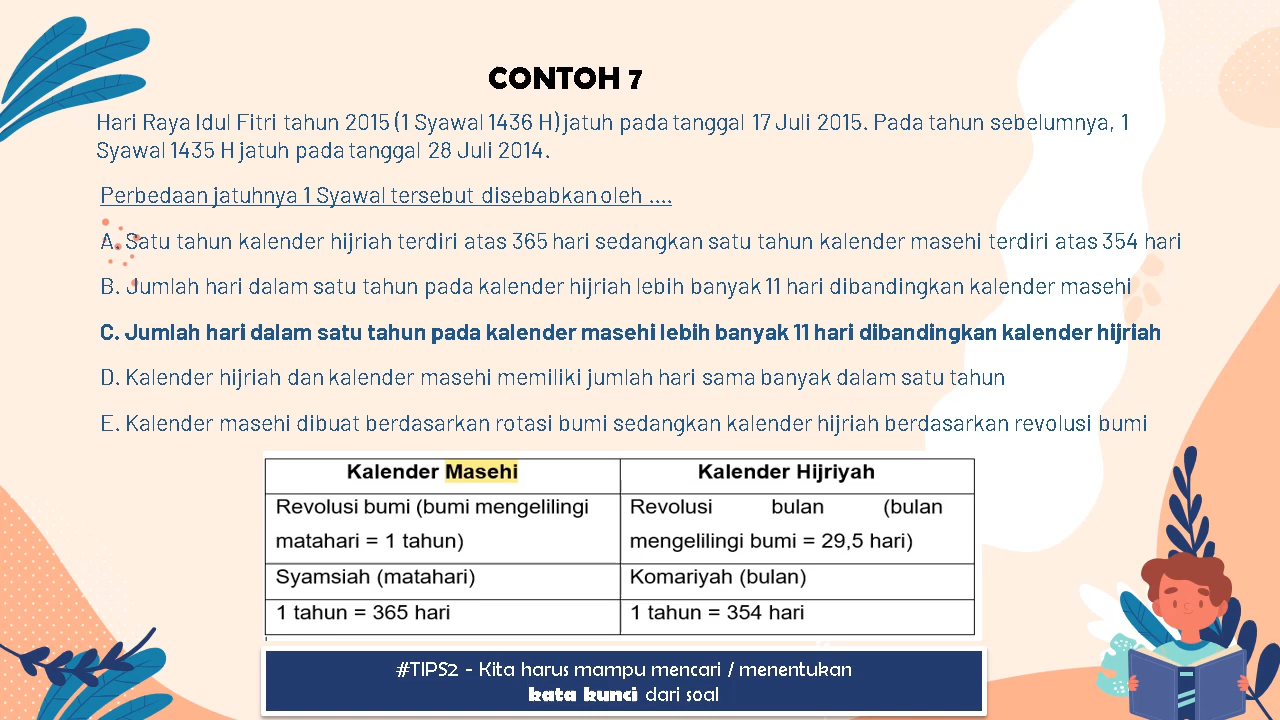 CONTOH 7
Hari Raya Idul Fitri tahun 2015 (1 Syawal 1436 H) jatuh pada tanggal 17 Juli 2015. Pada tahun sebelumnya, 1
Syawal 1435 H jatuh pada tanggal 28 Juli 2014.
Perbedaan jatuhnya 1 Syawal tersebut disebabkan oleh ....
A. Satu tahun kalender hijriah terdiri atas 365 hari sedangkan satu tahun kalender masehi terdiri atas 354 hari
B. Jumlah hari dalam satu tahun pada kalender hijriah lebih banyak 11 hari dibandingkan kalender masehi
C. Jumlah hari dalam satu tahun pada kalender masehi lebih banyak 11 hari dibandingkan kalender hijriah
D. Kalender hijriah dan kalender masehi memiliki jumlah hari sama banyak dalam satu tahun
E. Kalender masehi dibuat berdasarkan rotasi bumi sedangkan kalender hijriah berdasarkan revolusi bumi
Kalender Masehi Kalender Hijriyah
Revolusi bumi (bumi mengelilingi Revolusi bulan (bulan
matahari = 1 tahun) mengelilingi bumi = 29,5 hari)
Syamsiah (matahari) Komariyah (bulan)
1 tahun = 365 hari 1 tahun = 354 hari
#TIPS2 - Kita harus mampu mencari / menentukan
kata kunci dari soal